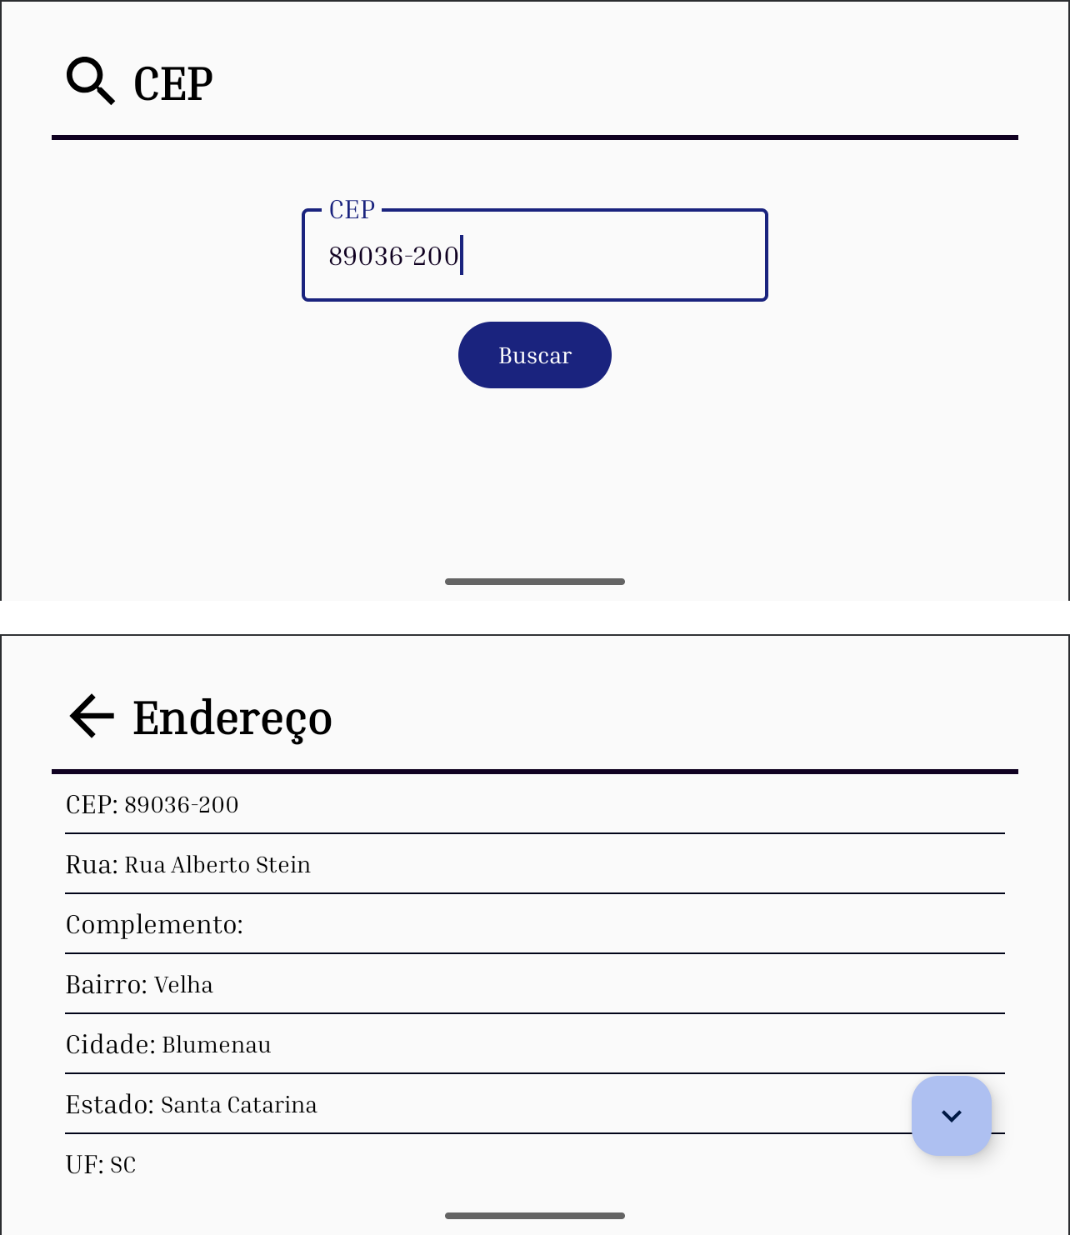 CEP
CEP
89036-200
Buscar
Endereço
CEP: 89036-200
Rua: Rua Alberto Stein
Complemento:
Bairro: Velha
Cidade: Blumenau
Estado: Santa Catarina
UF: SC